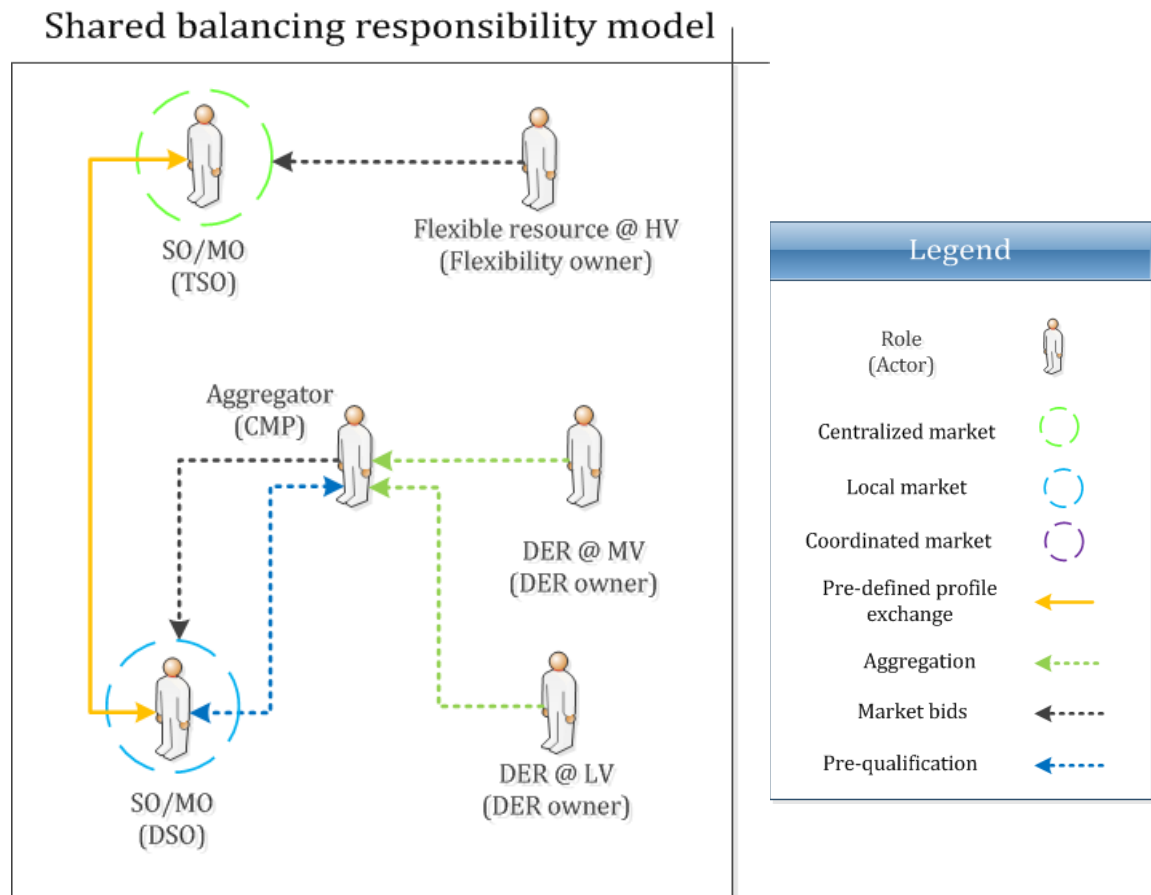 Shared balancing responsibility model
SO/MO
(TSO)
Flexible resource @ HV
(Flexibility owner)
Aggregator
(CMP)
DER @ MV
(DER owner)
DER @ LV
(DER owner)
SO/MO
(DSO)
Legend
Role
(Actor)
Centralized market
Local market
Coordinated market
Pre-defined profile
exchange
Aggregation
Market bids
Pre-qualification